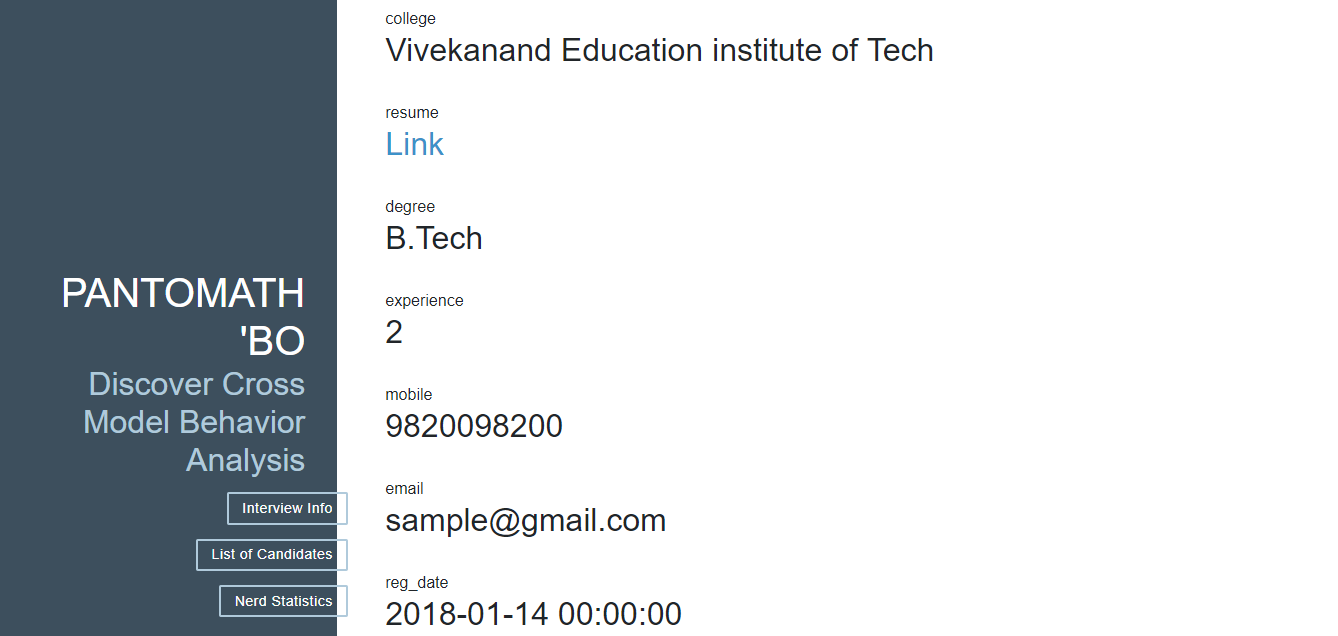 PANTOMATH
'BO
Discover Cross
Model Behavior
Analysis
Interview Info
List of Candidates
Nerd Statistics
college
Vivekanand Education institute of Tech
resume
Link
degree
B.Tech
experience
2
mobile
9820098200
email
sample@gmail.com
reg_date
2018-01-14 00:00:00